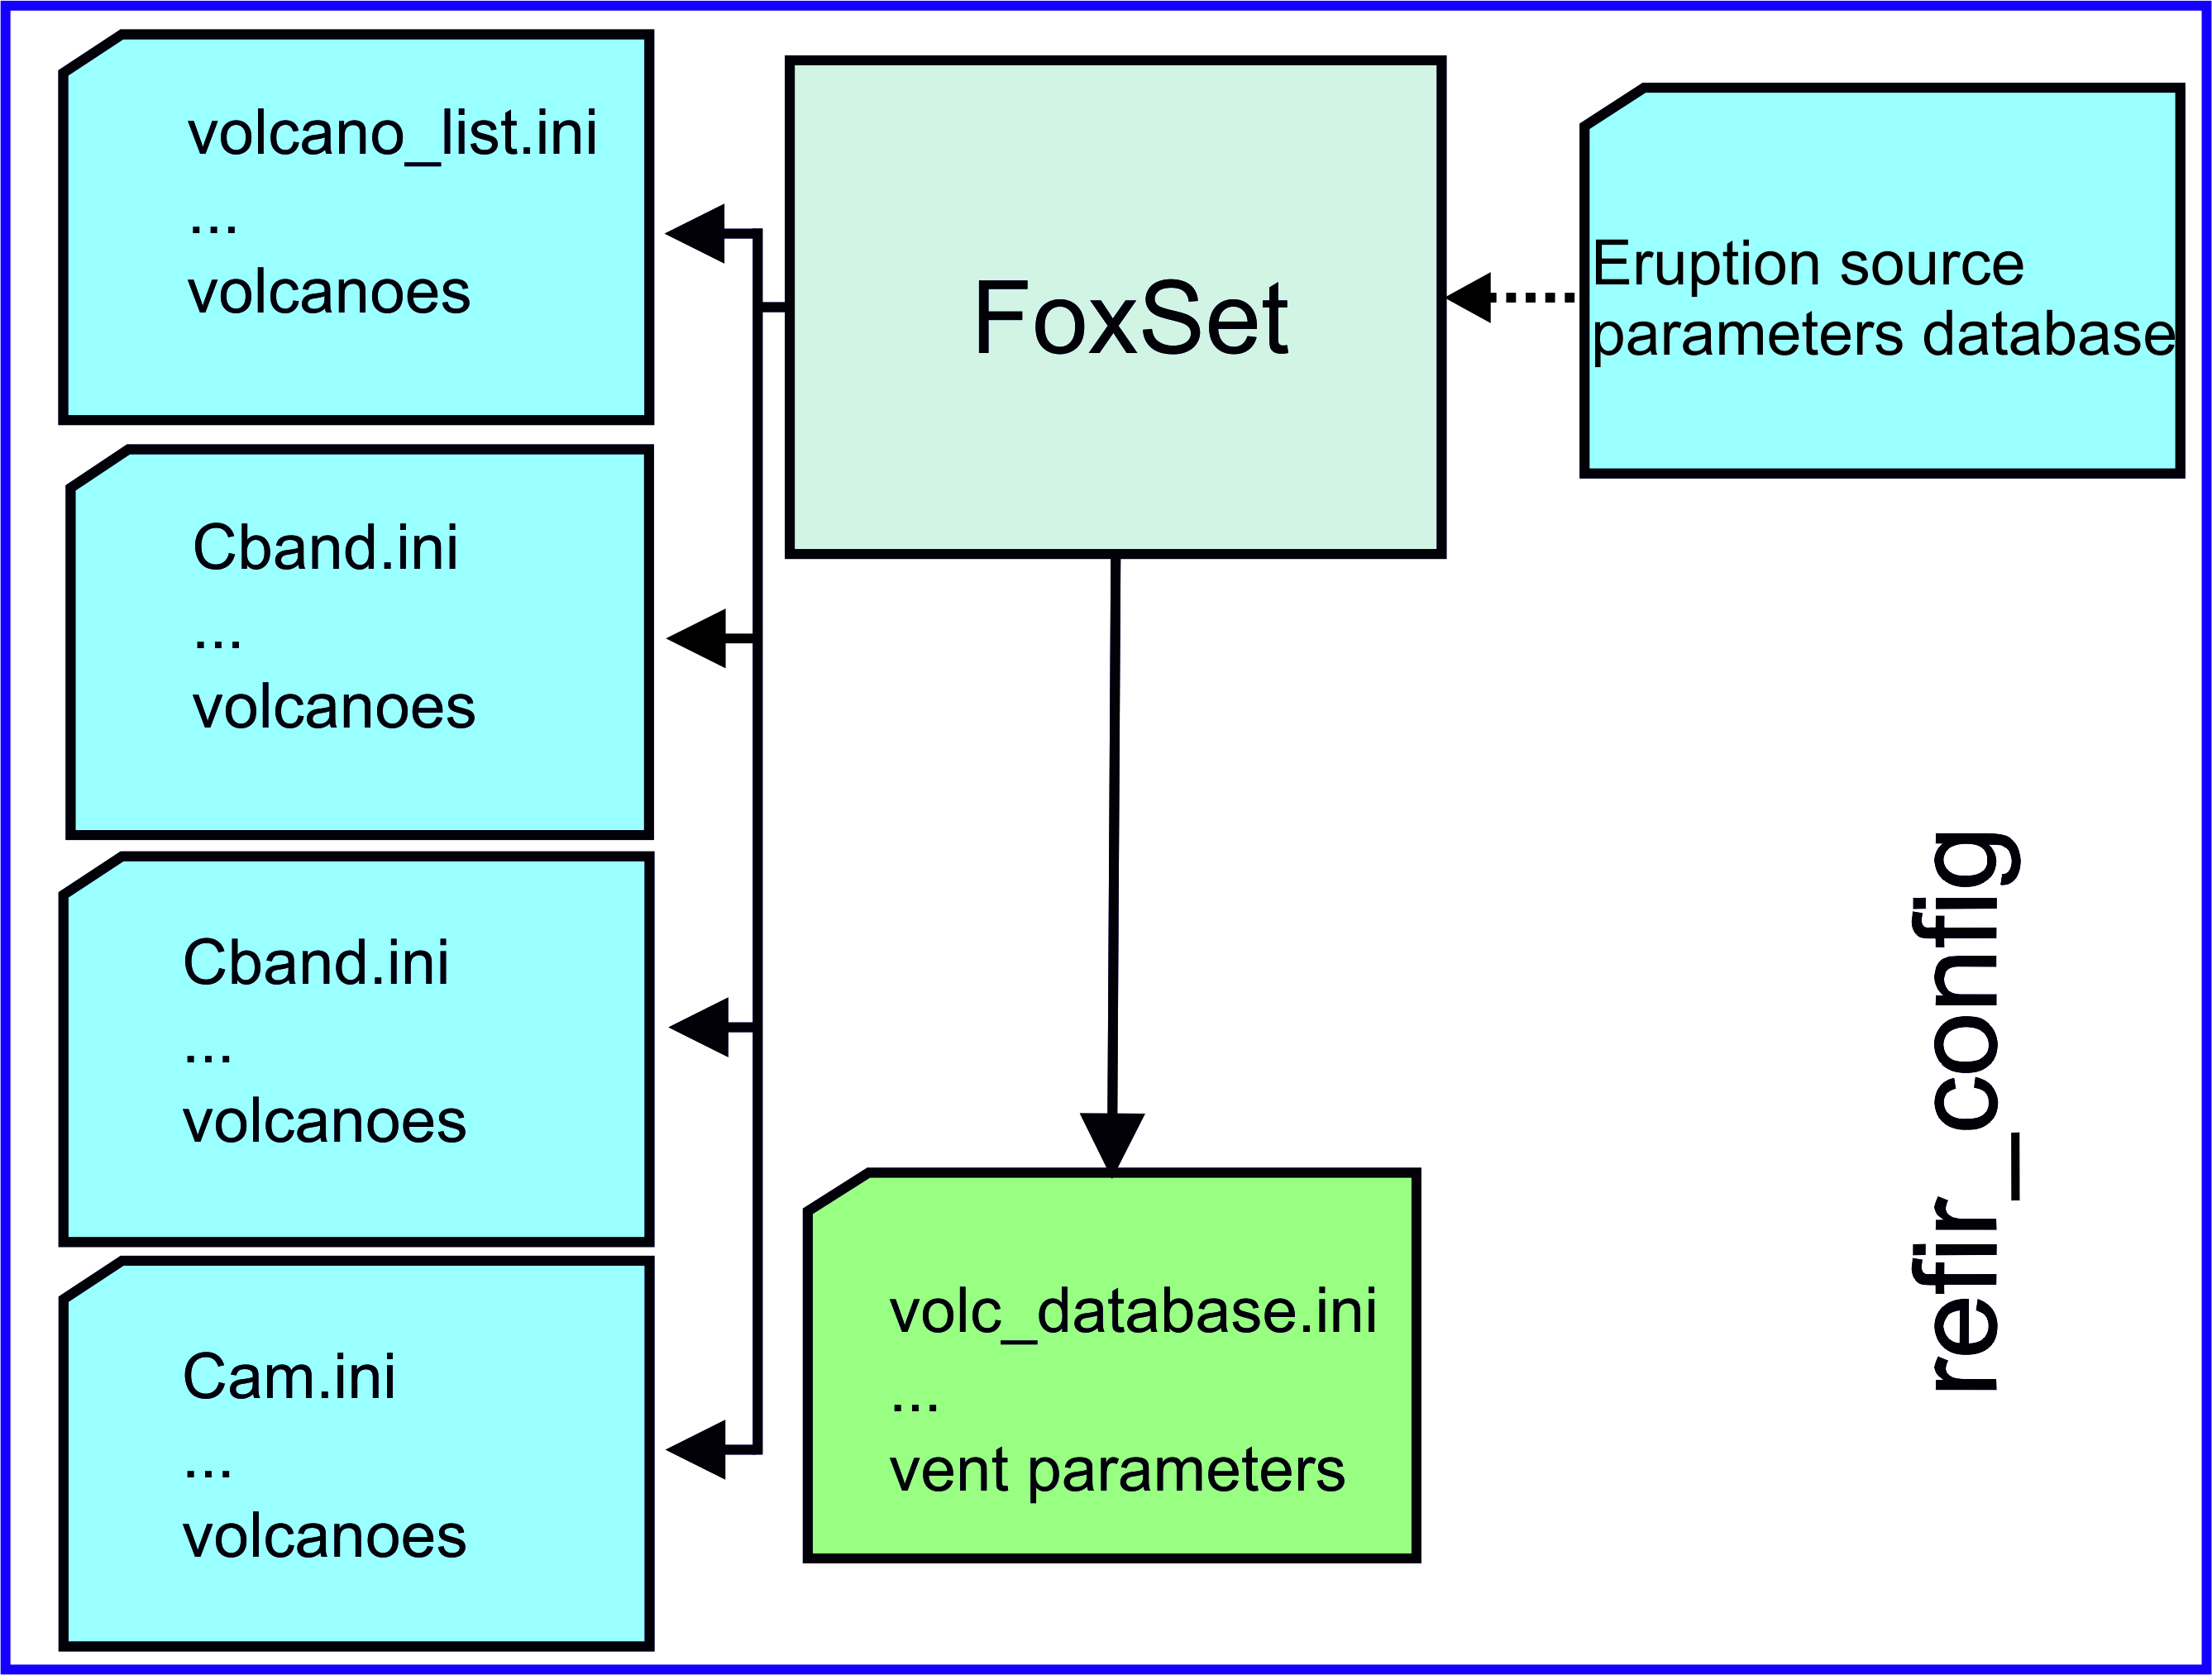 volcano_list.ini
...
volcanoes
Cband.ini
...
volcanoes
Cband.ini
...
volcanoes
Cam.ini
...
volcanoes
FoxSet
volc_database.ini
...
vent parameters
Eruption source
parameters database
refir_config